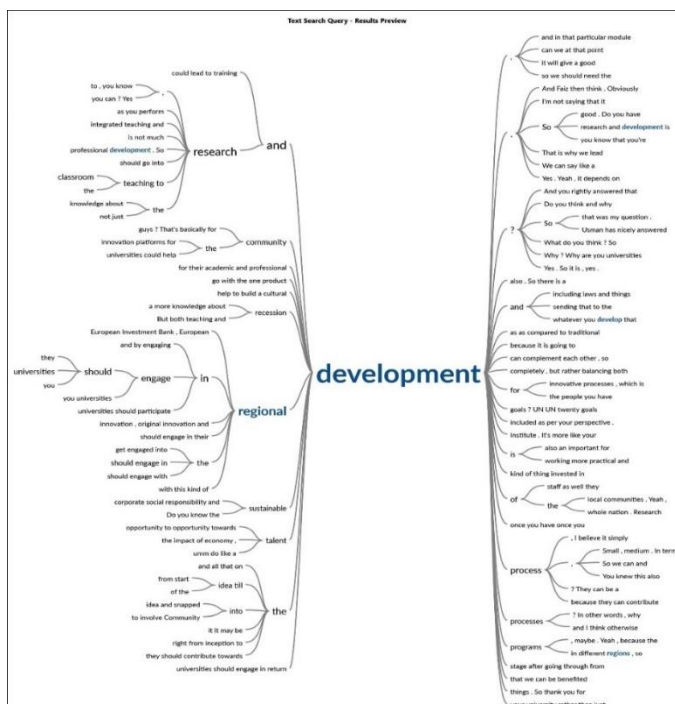 Text Search Query - Results Preview
could lead to training
to , you know
you can ? Yes
,
as you perform
integrated teaching and
is not much
professional development . So
should go into
classroom
the
teaching to
knowledge about
not just
the
research
and
guys ? That's basically for
innovation platforms for
universities could help
the
community
for their academic and professional
go with the one product
help to build a cultural
a more knowledge about
But both teaching and
recession
European Investment Bank , European
and by engaging
they
universities
you
should
you universities
engage
universities should participate
in
innovation , original innovation and
should engage in their
get engaged into
should engage in
should engage with
the
with this kind of
regional
corporate social responsibility and
Do you know the
sustainable
opportunity to opportunity towards
the impact of economy ,
umm do like a
talent
and all that on
from start
of the
idea till
idea and snapped
to involve Community
into
it it may be
right from inception to
they should contribute towards
the
universities should engage in return
development
,
and in that particular module
can we at that point
it will give a good
so we should need the
.
And Faiz then think , Obviously
I'm not saying that it
So
good . Do you have
research and development is
you know that you're
That is why we lead
We can say like a
Yes . Yeah , it depends on
?
And you rightly answered that
Do you think and why
So
that was my question .
Usman has nicely answered
What do you think ? So
Why ? Why are you universities
Yes . So it is , yes .
also . So there is a
and
including laws and things
sending that to the
whatever you develop that
as as compared to traditional
because it is going to
can complement each other , so
completely , but rather balancing both
for
innovative processes , which is
the people you have
goals ? UN UN twenty goals
included as per your perspective .
institute . It's more like your
is
also an important for
working more practical and
kind of thing invested in
of
staff as well they
the
local communities . Yeah ,
whole nation . Research
once you have once you
process
, I believe it simply
.
Small , medium . In term
So we can and
You knew this also
? They can be a
because they can contribute
processes
? In other words , why
and I think otherwise
programs
, maybe . Yeah , because the
in different regions , so
stage after going through from
that we can be benefited
things . So thank you for